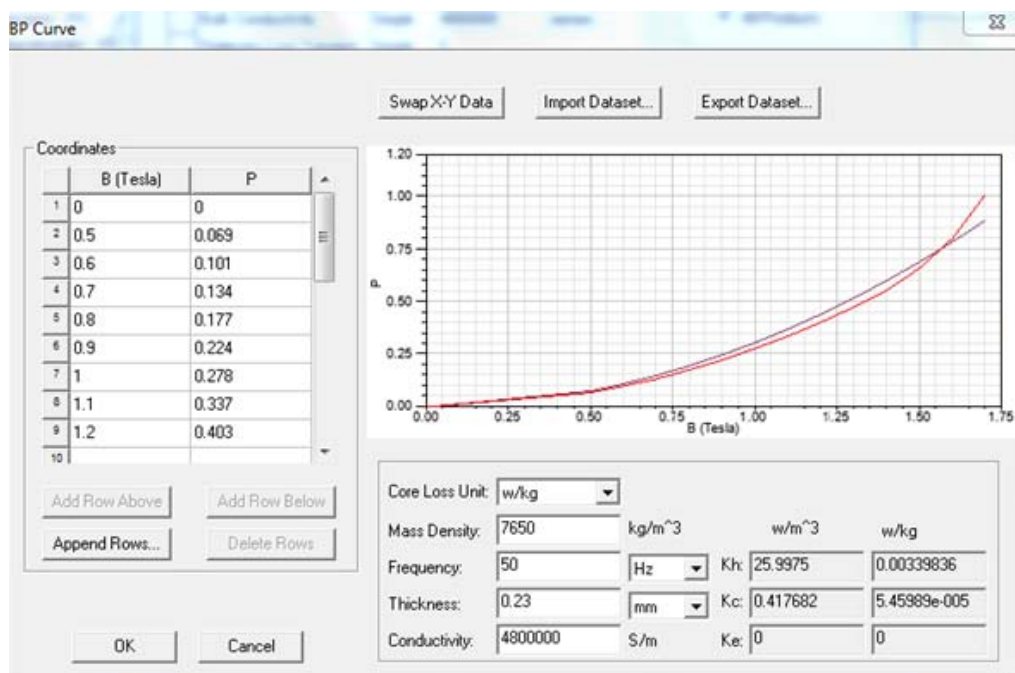 BP Curve
Swap X-Y Data Import Dataset... Export Dataset...
Coordinates
B (Tesla) P
1 0 0
2 0.5 0.069
3 0.6 0.101
4 0.7 0.134
5 0.8 0.177
6 0.9 0.224
7 1 0.278
8 1.1 0.337
9 1.2 0.403
10
Add Row Above Add Row Below
Append Rows... Delete Rows
OK Cancel
1.20
1.00
0.75
P
0.50
0.25
0.00
0.00 0.25 0.50 0.75 1.00 1.25 1.50 1.75
B (Tesla)
Core Loss Unit: w/kg
Mass Density: 7650 kg/m^3 w/m^3 w/kg
Frequency: 50 Hz Kh: 25.9975 0.00339836
Thickness: 0.23 mm Kc: 0.417682 5.45989e-005
Conductivity: 4800000 S/m Ke: 0 0